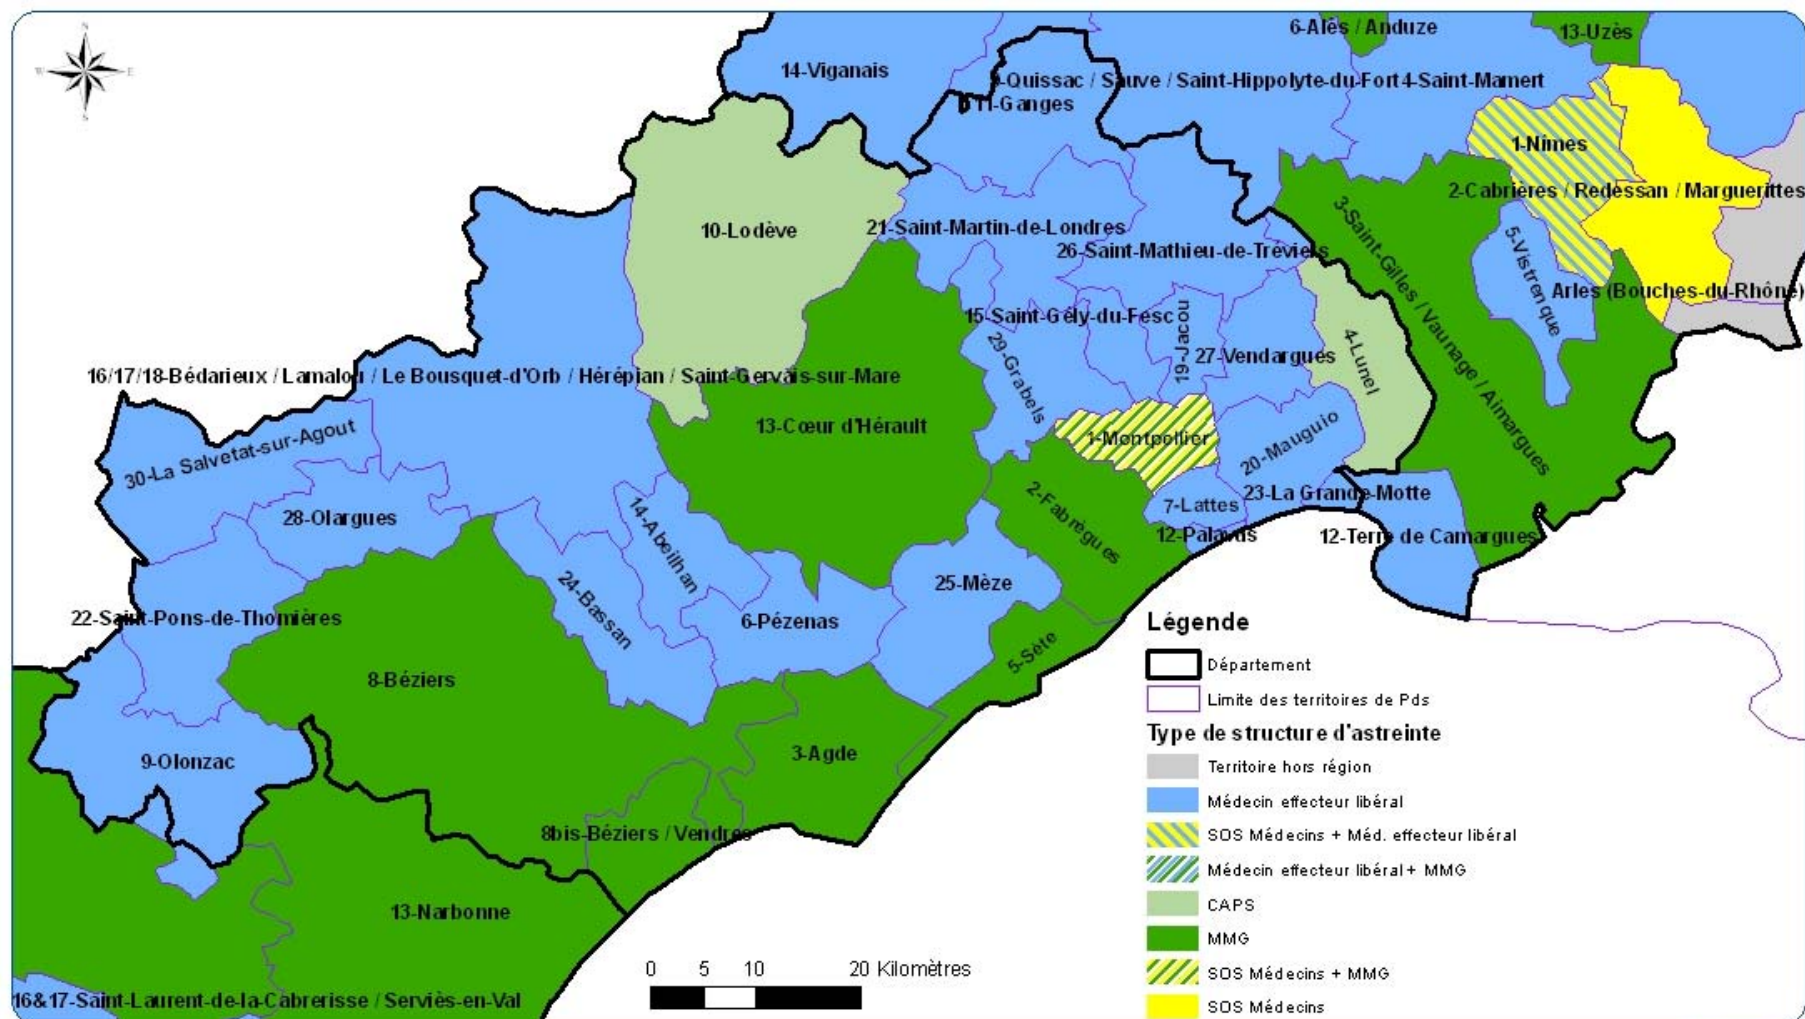 N
W
E
S
6-Alès / Anduze
13-Uzès
14-Viganais
-Quissac / Sauve / Saint-Hippolyte-du-Fort
4-Saint-Mamert
11-Ganges
1-Nîmes
2-Cabrières / Redessan / Marguerittes
10-Lodève
21-Saint-Martin-de-Londres
26-Saint-Mathieu-de-Tréviers
3-Saint-Gilles / Vaunage / Aimargues
5-Vistrenque
Arles (Bouches-du-Rhône)
15-Saint-Gély-du-Fesc
19-Jacou
27-Vendargues
4-Lunel
29-Grabels
16/17/18-Bédarieux / Lamalou / Le Bousquet-d'Orb / Hérépian / Saint-Gervais-sur-Mare
13-Cœur d'Hérault
1-Montpellier
20-Mauguio
30-La Salvetat-sur-Agout
28-Olargues
14-Abeilhan
2-Fabrègues
7-Lattes
23-La Grande-Motte
12-Palavas
12-Terre de Camargues
24-Bassan
25-Mèze
22-Saint-Pons-de-Thomières
6-Pézenas
5-Sète
8-Béziers
9-Olonzac
3-Agde
8bis-Béziers / Vendres
13-Narbonne
16&17-Saint-Laurent-de-la-Cabrerisse / Serviès-en-Val
0 5 10 20 Kilomètres
Légende
Département
Limite des territoires de Pds
Type de structure d'astreinte
Territoire hors région
Médecin effecteur libéral
SOS Médecins + Méd. effecteur libéral
Médecin effecteur libéral + MMG
CAPS
MMG
SOS Médecins + MMG
SOS Médecins